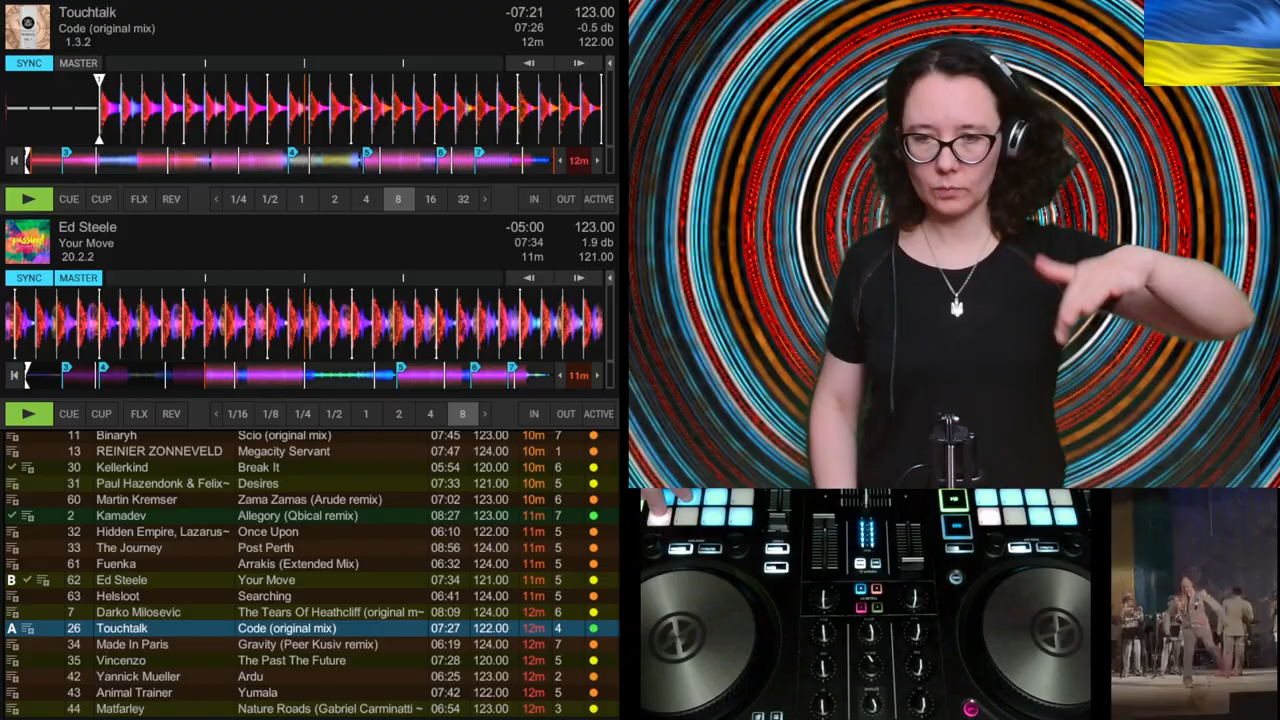 Touchtalk -07:21 123.00
Code (original mix) 07:26 -0.5 db
1.3.2 12m 122.00
SYNC MASTER
1
3 4 5 6 7
12m
CUE CUP FLX REV 1/4 1/2 1 2 4 8 16 32 IN OUT ACTIVE
Ed Steele -05:00 123.00
Your Move 07:34 1.9 db
20.2.2 11m 121.00
SYNC MASTER
3 4 5 6 7
11m
CUE CUP FLX REV 1/16 1/8 1/4 1/2 1 2 4 8 IN OUT ACTIVE
11 Binaryh Scio (original mix) 07:45 123.00 10m 7
13 REINIER ZONNEVELD Megacity Servant 07:47 124.00 10m 1
30 Kellerkind Break It 05:54 120.00 10m 6
31 Paul Hazendonk & Felix~ Desires 07:33 121.00 10m 5
60 Martin Kremser Zama Zamas (Arude remix) 07:02 123.00 10m 6
2 Kamadev Allegory (Qbical remix) 08:27 123.00 11m 7
32 Hidden Empire, Lazarus~ Once Upon 06:10 122.00 11m 5
33 The Journey Post Perth 08:56 124.00 11m 5
61 Fuenka Arrakis (Extended Mix) 06:32 124.00 11m 5
B 62 Ed Steele Your Move 07:34 121.00 11m 5
63 Helsloot Searching 06:41 124.00 11m 5
7 Darko Milosevic The Tears Of Heathcliff (original m~ 08:09 124.00 12m 6
A 26 Touchtalk Code (original mix) 07:27 122.00 12m 4
34 Made In Paris Gravity (Peer Kusiv remix) 06:19 124.00 12m 7
35 Vincenzo The Past The Future 07:28 120.00 12m 5
42 Yannick Mueller Ardu 06:25 123.00 12m 2
43 Animal Trainer Yumala 07:42 122.00 12m 5
44 Matfarley Nature Roads (Gabriel Carminatti ~ 06:54 123.00 12m 3